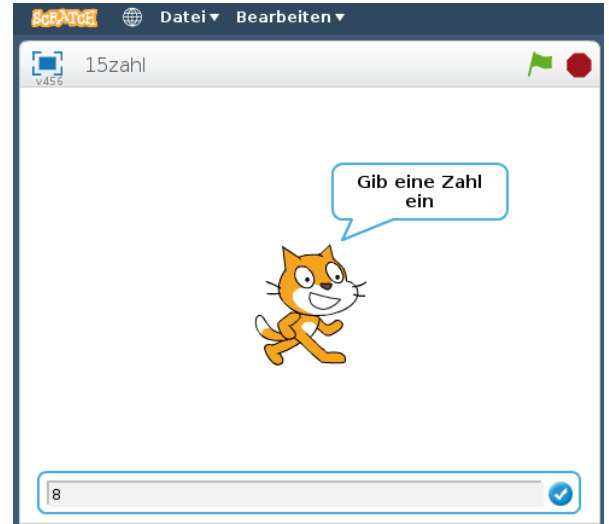 SCRATCH Datei Bearbeiten
15zahl
v456
Gib eine Zahl
ein
8